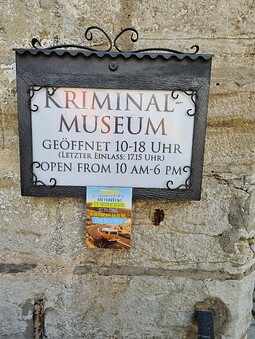 KRIMINAL-
MUSEUM
GEÖFFNET 10-18 UHR
(LETZTER EINLASS: 17.15 UHR)
OPEN FROM 10 AM-6 PM